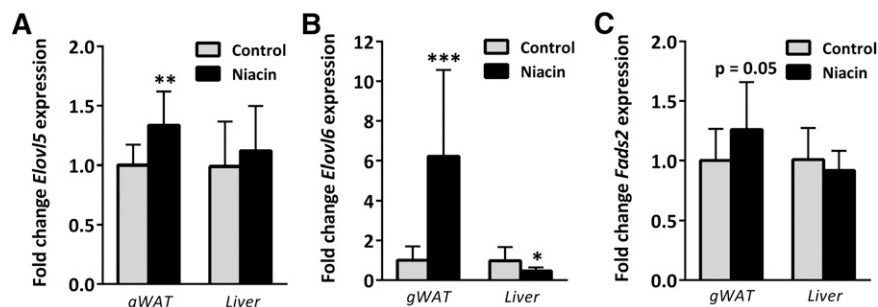 A
Fold change Elovl5 expression
2.0
1.5
1.0
0.5
0.0
Control
Niacin
**
gWAT
Liver
B
Fold change Elovl6 expression
12
10
8
6
4
2
0
Control
Niacin
***
*
gWAT
Liver
C
Fold change Fads2 expression
2.0
1.5
1.0
0.5
0.0
Control
Niacin
p = 0.05
gWAT
Liver